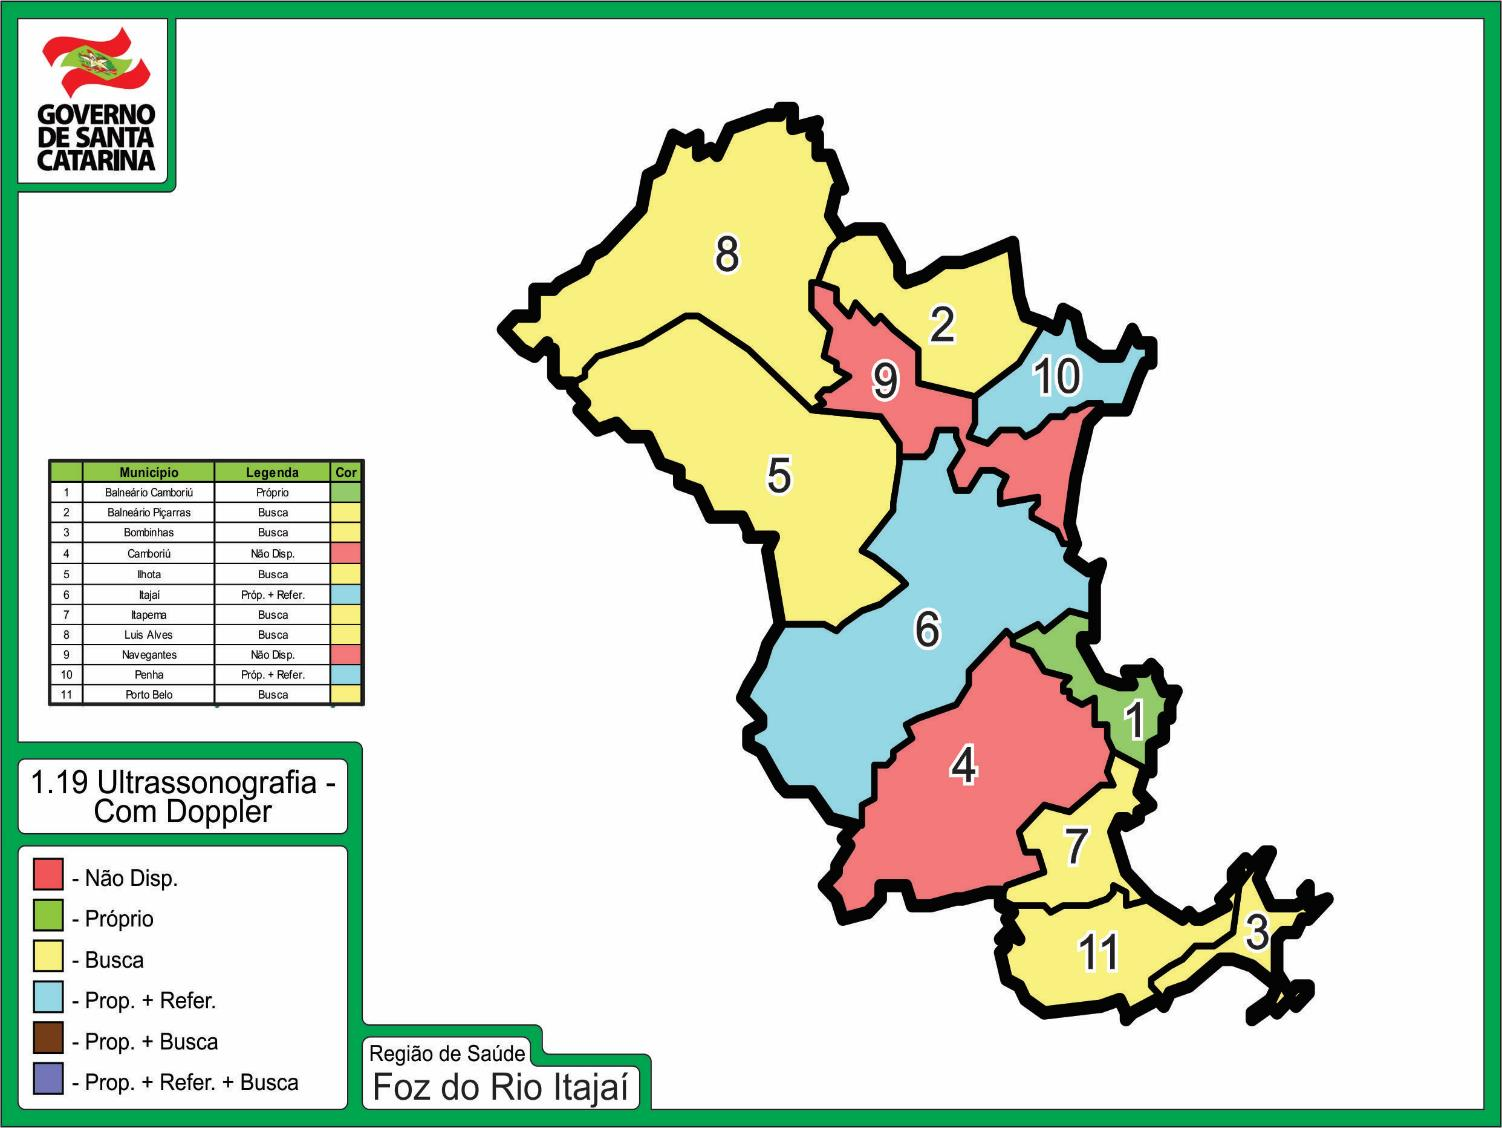 GOVERNO
DE SANTA
CATARINA
8
2
10
9
5
6
1
4
7
3
11
Município Legenda Cor
1 Balneário Camboriú Próprio
2 Balneário Piçarras Busca
3 Bombinhas Busca
4 Camboriú Não Disp.
5 Ilhota Busca
6 Itajaí Próp. + Refer.
7 Itapema Busca
8 Luis Alves Busca
9 Navegantes Não Disp.
10 Penha Próp. + Refer.
11 Porto Belo Busca
1.19 Ultrassonografia -
Com Doppler
- Não Disp.
- Próprio
- Busca
- Prop. + Refer.
- Prop. + Busca
- Prop. + Refer. + Busca
Região de Saúde
Foz do Rio Itajaí